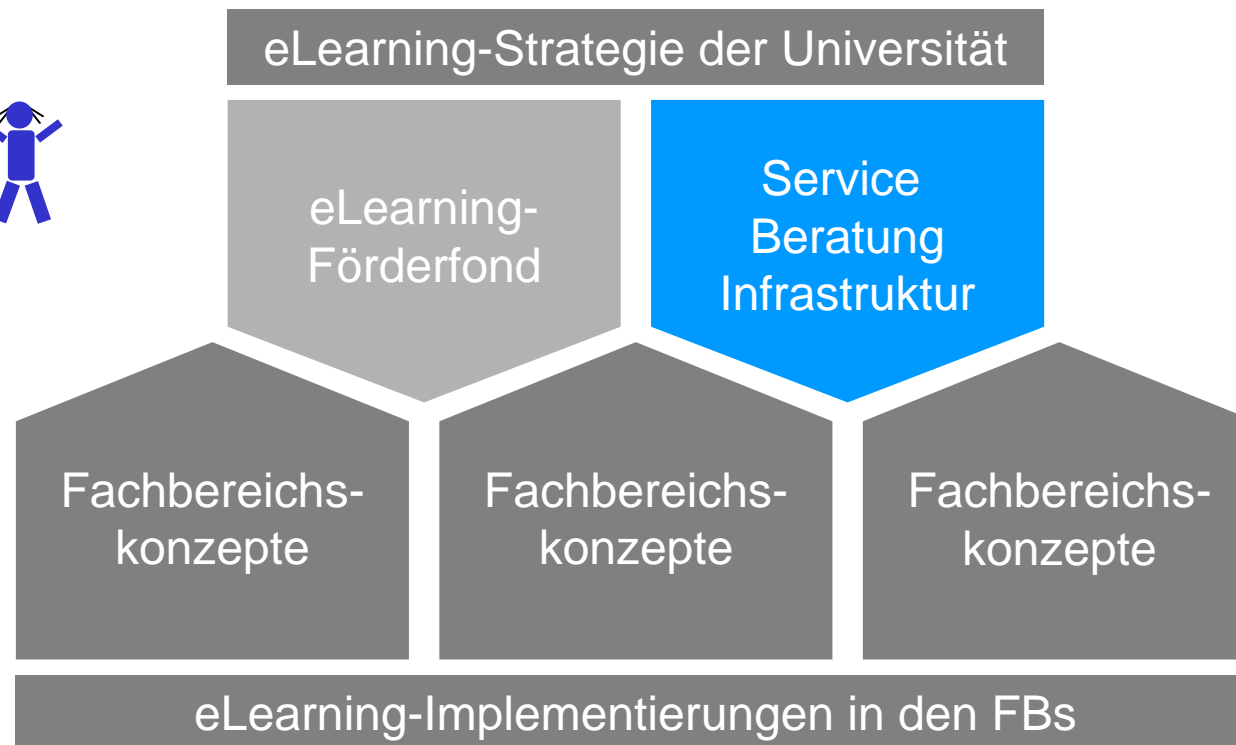 eLearning-Strategie der Universität
eLearning-
Förderfond
Service
Beratung
Infrastruktur
Fachbereichs-
konzepte
Fachbereichs-
konzepte
Fachbereichs-
konzepte
eLearning-Implementierungen in den FBs